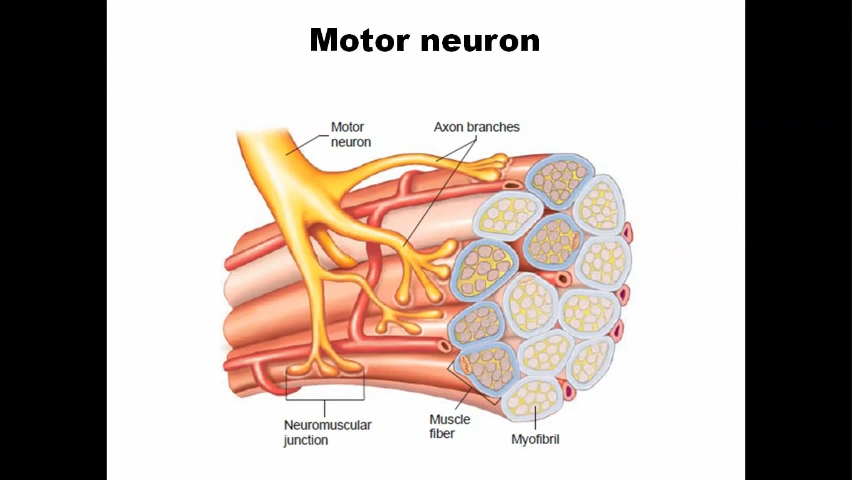 Motor neuron
Motor
neuron
Axon branches
Neuromuscular
junction
Muscle
fiber
Myofibril